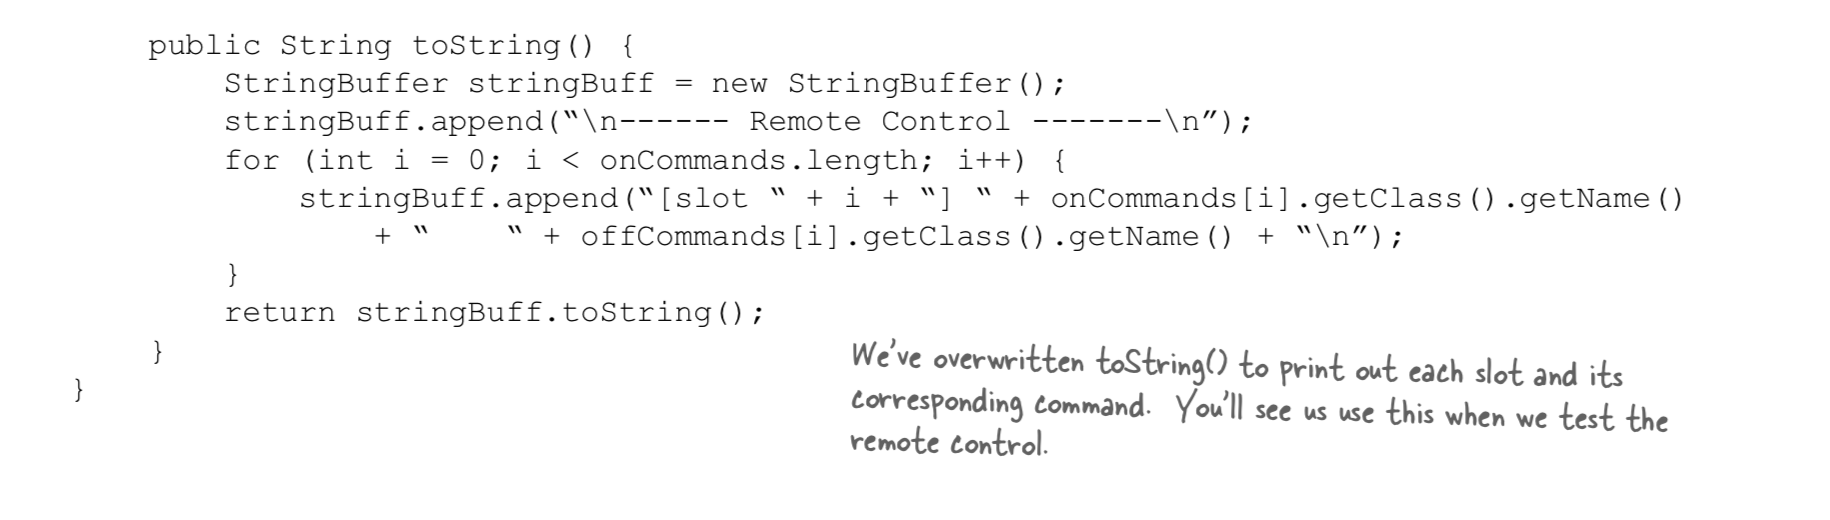 public String toString() {
StringBuffer stringBuff = new StringBuffer();
stringBuff.append(“\n------ Remote Control -------\n”);
for (int i = 0; i < onCommands.length; i++) {
stringBuff.append(“[slot “ + i + “] “ + onCommands[i].getClass().getName()
+ “    “ + offCommands[i].getClass().getName() + “\n”);
}
return stringBuff.toString();
}
}
We've overwritten toString() to print out each slot and its
corresponding command. You'll see us use this when we test the
remote control.